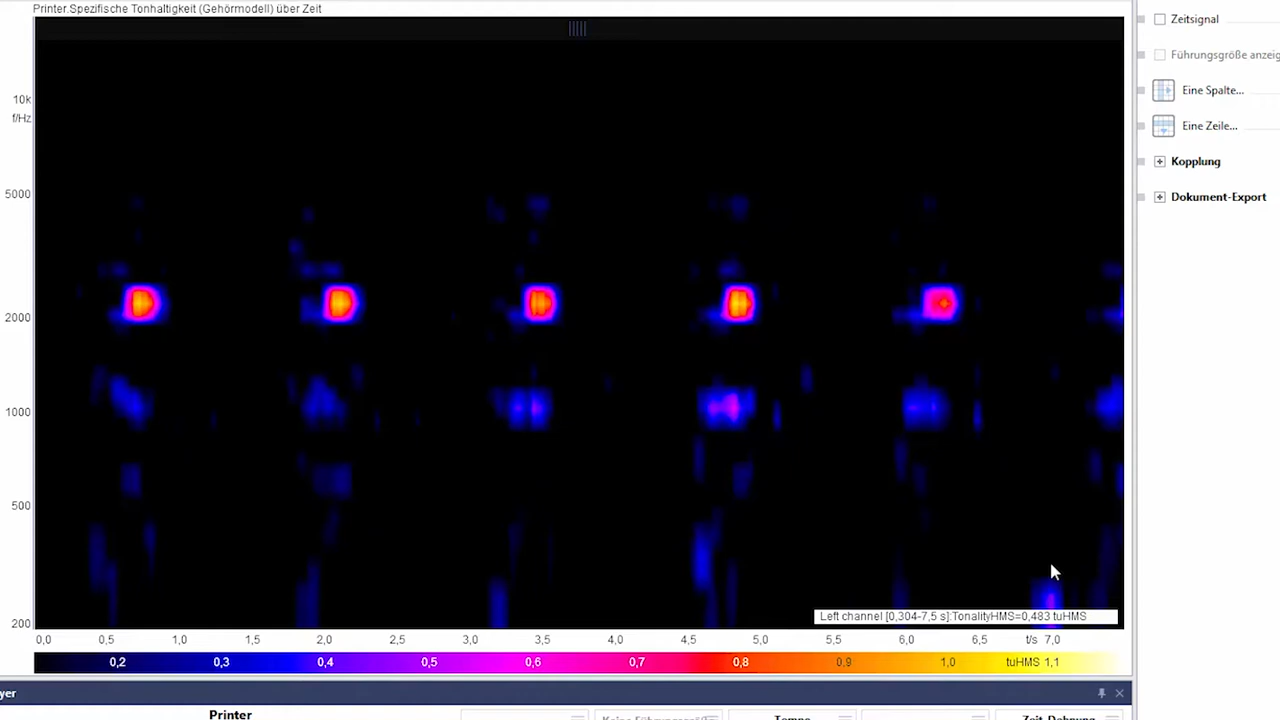 Printer.Spezifische Tonhaltigkeit (Gehörmodell) über Zeit
Zeitsignal
Führungsgröße anzeig
Eine Spalte...
Eine Zeile...
Kopplung
Dokument-Export
10k
f/Hz
5000
2000
1000
500
200
Left channel [0,304-7,5 s]:TonalityHMS=0,483 tuHMS
0,0 0,5 1,0 1,5 2,0 2,5 3,0 3,5 4,0 4,5 5,0 5,5 6,0 6,5 t/s 7,0
0,2 0,3 0,4 0,5 0,6 0,7 0,8 0.9 1,0 tuHMS 1,1
yer
Printer
Tempo
Zeit-Dehnung